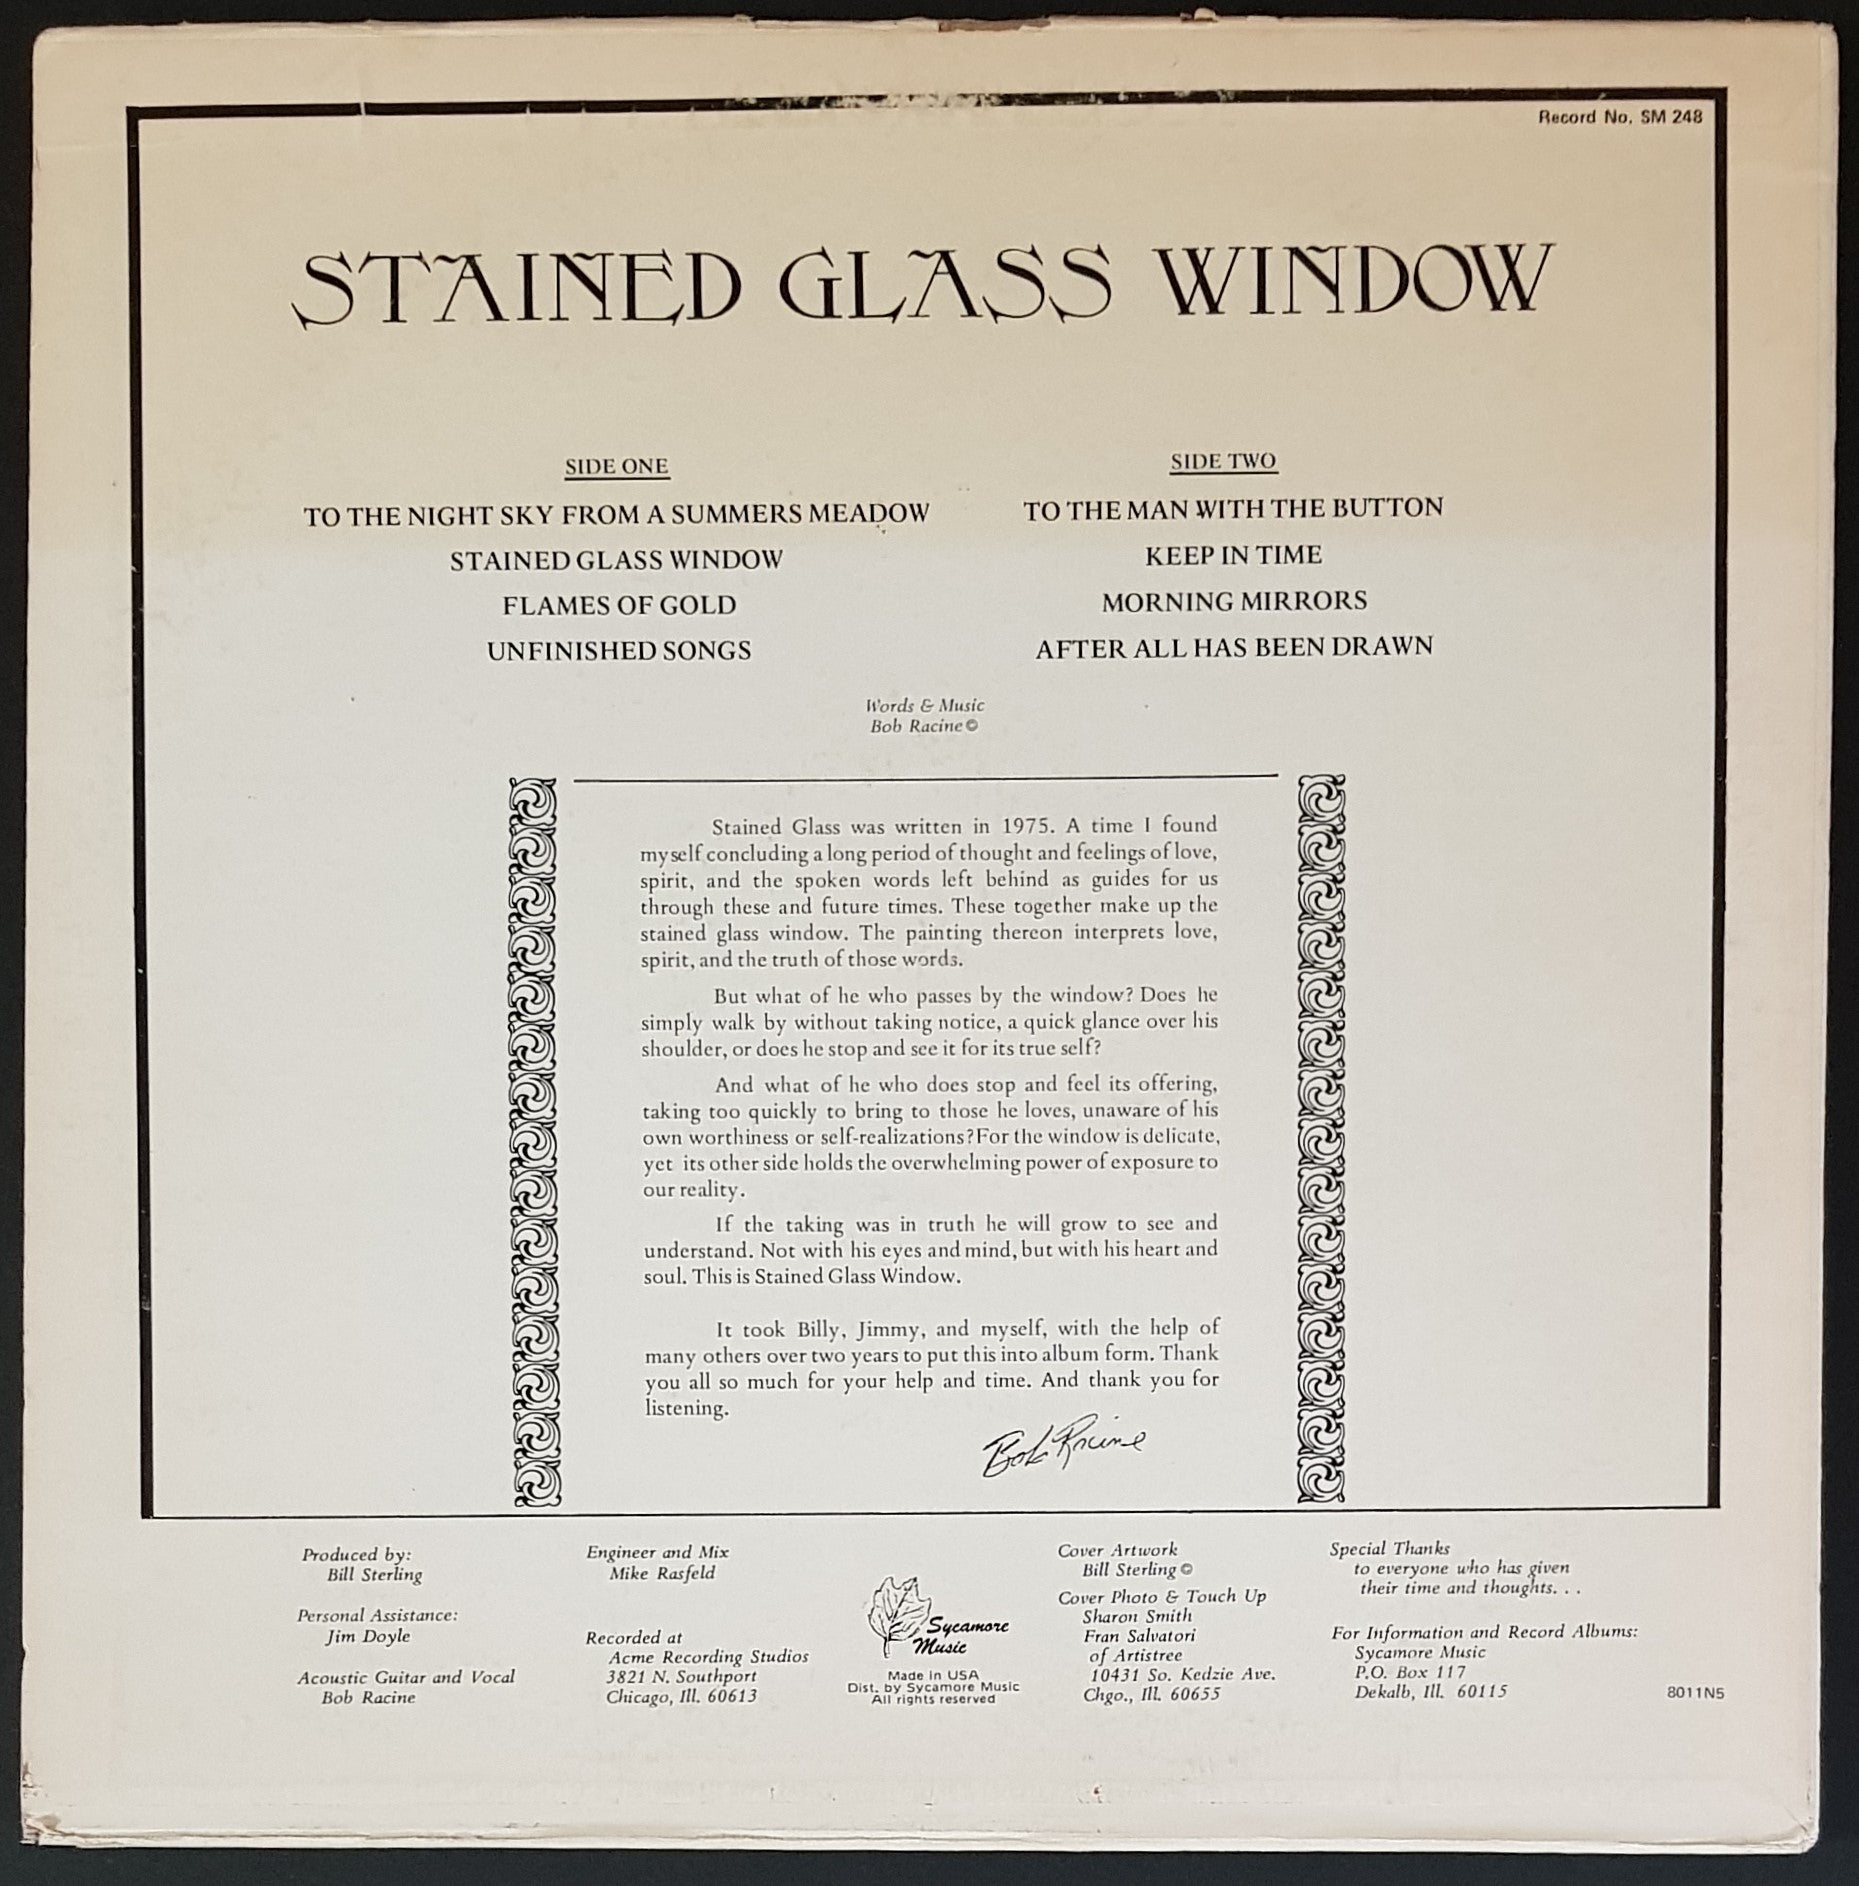 Record No. SM 248
STAINED GLASS WINDOW
SIDE ONE
TO THE NIGHT SKY FROM A SUMMERS MEADOW
STAINED GLASS WINDOW
FLAMES OF GOLD
UNFINISHED SONGS
SIDE TWO
TO THE MAN WITH THE BUTTON
KEEP IN TIME
MORNING MIRRORS
AFTER ALL HAS BEEN DRAWN
Words & Music
Bob Racine ©
Stained Glass was written in 1975. A time I found
myself concluding a long period of thought and feelings of love,
spirit, and the spoken words left behind as guides for us
through these and future times. These together make up the
stained glass window. The painting thereon interprets love,
spirit, and the truth of those words.
But what of he who passes by the window? Does he
simply walk by without taking notice, a quick glance over his
shoulder, or does he stop and see it for its true self?
And what of he who does stop and feel its offering,
taking too quickly to bring to those he loves, unaware of his
own worthiness or self-realizations? For the window is delicate,
yet its other side holds the overwhelming power of exposure to
our reality.
If the taking was in truth he will grow to see and
understand. Not with his eyes and mind, but with his heart and
soul. This is Stained Glass Window.
It took Billy, Jimmy, and myself, with the help of
many others over two years to put this into album form. Thank
you all so much for your help and time. And thank you for
listening.
Bob Racine
Produced by:
Bill Sterling
Personal Assistance:
Jim Doyle
Acoustic Guitar and Vocal
Bob Racine
Engineer and Mix
Mike Rasfeld
Recorded at
Acme Recording Studios
3821 N. Southport
Chicago, Ill. 60613
Sycamore
Music
Made In USA
Dist. by Sycamore Music
All rights reserved
Cover Artwork
Bill Sterling ©
Cover Photo & Touch Up
Sharon Smith
Fran Salvatori
of Artistree
10431 So. Kedzie Ave.
Chgo., Ill. 60655
Special Thanks
to everyone who has given
their time and thoughts. . .
For Information and Record Albums:
Sycamore Music
P.O. Box 117
Dekalb, Ill. 60115
8011N5